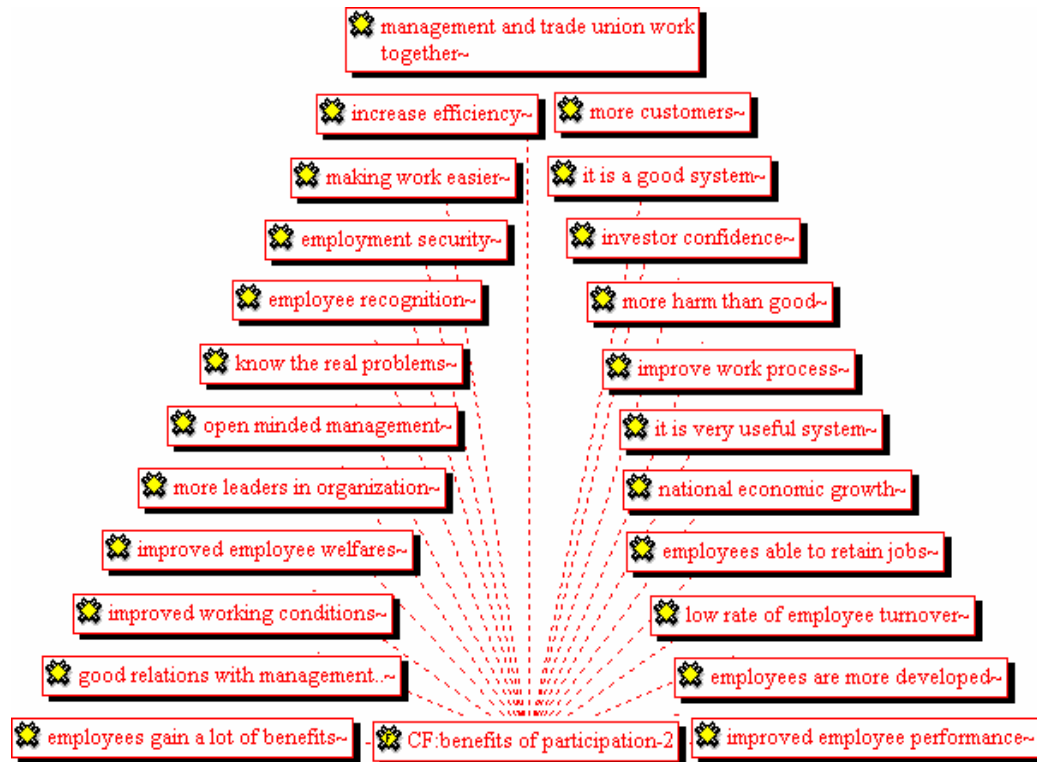 management and trade union work
together~
increase efficiency~
more customers~
making work easier~
it is a good system~
employment security~
investor confidence~
employee recognition~
more harm than good~
know the real problems~
improve work process~
open minded management~
it is very useful system~
more leaders in organization~
national economic growth~
improved employee welfares~
employees able to retain jobs~
improved working conditions~
low rate of employee turnover~
good relations with management..~
employees are more developed~
employees gain a lot of benefits~
CF:benefits of participation-2
improved employee performance~